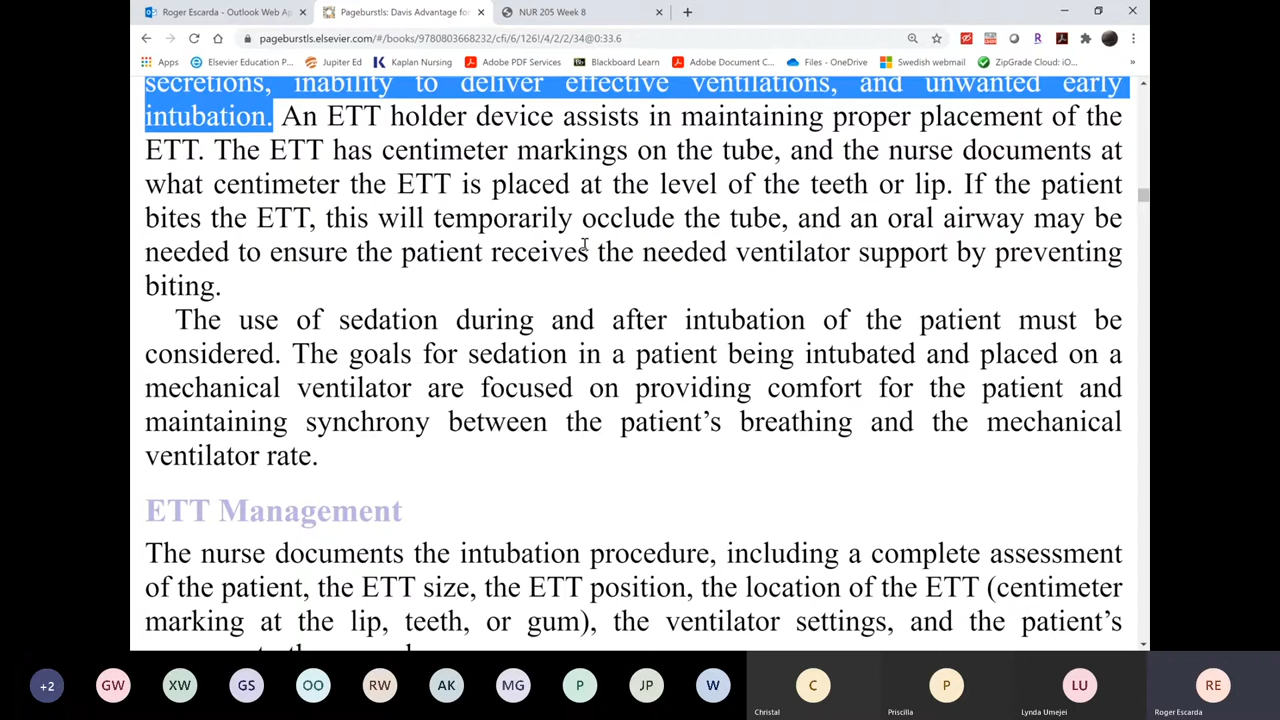 Roger Escarda - Outlook Web Ap
Pageburstls: Davis Advantage for
NUR 205 Week 8
pageburstls.elsevier.com/#/books/9780803668232/cfi/6/126!/4/2/2/34@0:33.6
Apps
Elsevier Education P...
Jupiter Ed
Kaplan Nursing
Adobe PDF Services
Blackboard Learn
Adobe Document C...
Files - OneDrive
Swedish webmail
ZipGrade Cloud: iO...
»
secretions, inability to deliver effective ventilations, and unwanted early
intubation. An ETT holder device assists in maintaining proper placement of the
ETT. The ETT has centimeter markings on the tube, and the nurse documents at
what centimeter the ETT is placed at the level of the teeth or lip. If the patient
bites the ETT, this will temporarily occlude the tube, and an oral airway may be
needed to ensure the patient receives the needed ventilator support by preventing
biting.
The use of sedation during and after intubation of the patient must be
considered. The goals for sedation in a patient being intubated and placed on a
mechanical ventilator are focused on providing comfort for the patient and
maintaining synchrony between the patient’s breathing and the mechanical
ventilator rate.
ETT Management
The nurse documents the intubation procedure, including a complete assessment
of the patient, the ETT size, the ETT position, the location of the ETT (centimeter
marking at the lip, teeth, or gum), the ventilator settings, and the patient’s
+2
GW
XW
GS
OO
RW
AK
MG
P
JP
W
C
Christal
P
Priscilla
LU
Lynda Umejei
RE
Roger Escarda